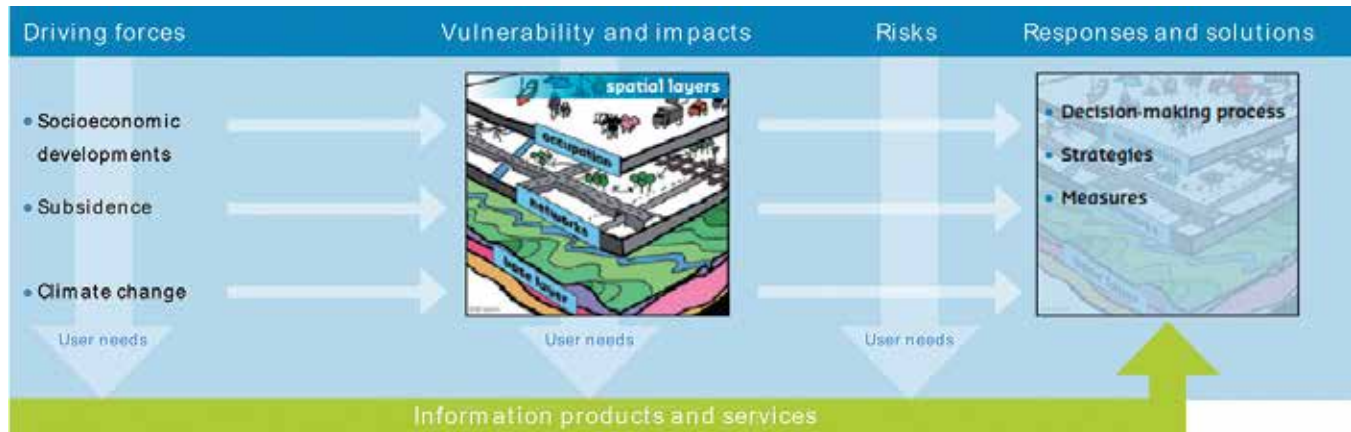 Driving forces
Vulnerability and impacts
Risks
Responses and solutions
spatial layers
occupation
networks
base layer
• Socioeconomic
developments
• Subsidence
• Climate change
• Decision-making process
• Strategies
• Measures
User needs
User needs
User needs
Information products and services